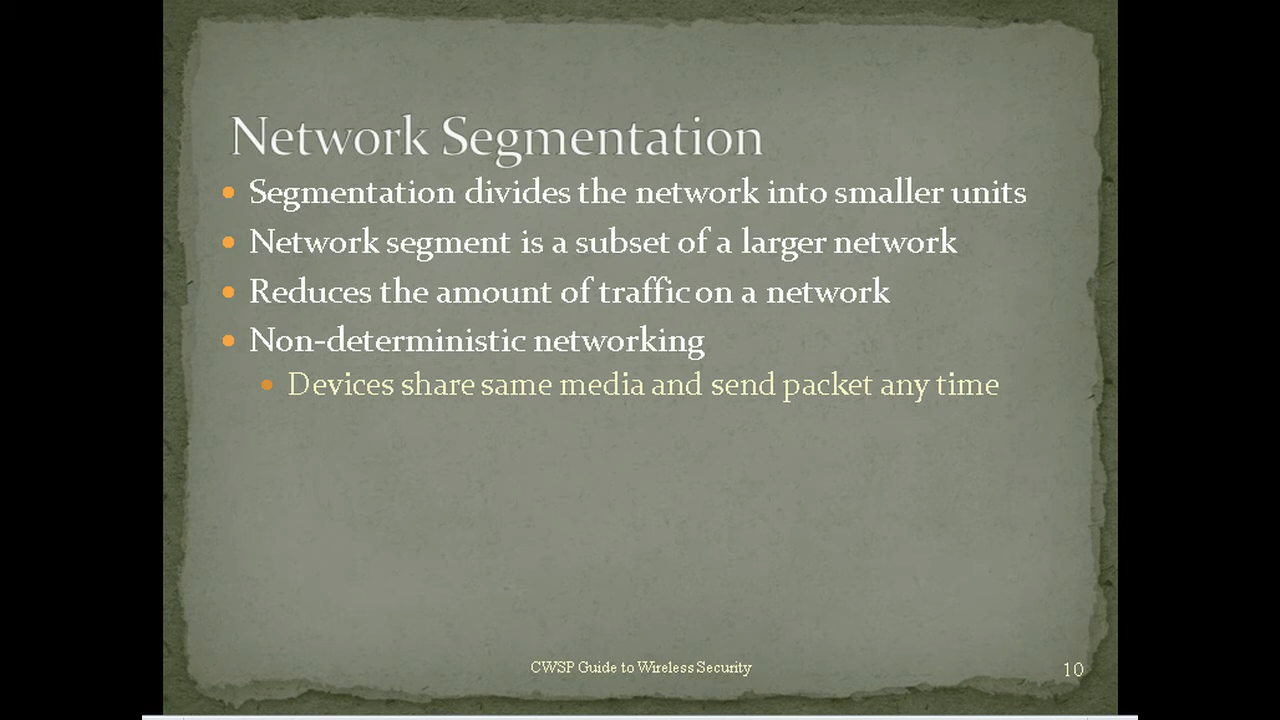 Network Segmentation
• Segmentation divides the network into smaller units
• Network segment is a subset of a larger network
• Reduces the amount of traffic on a network
• Non-deterministic networking
• Devices share same media and send packet any time
CWSP Guide to Wireless Security
10